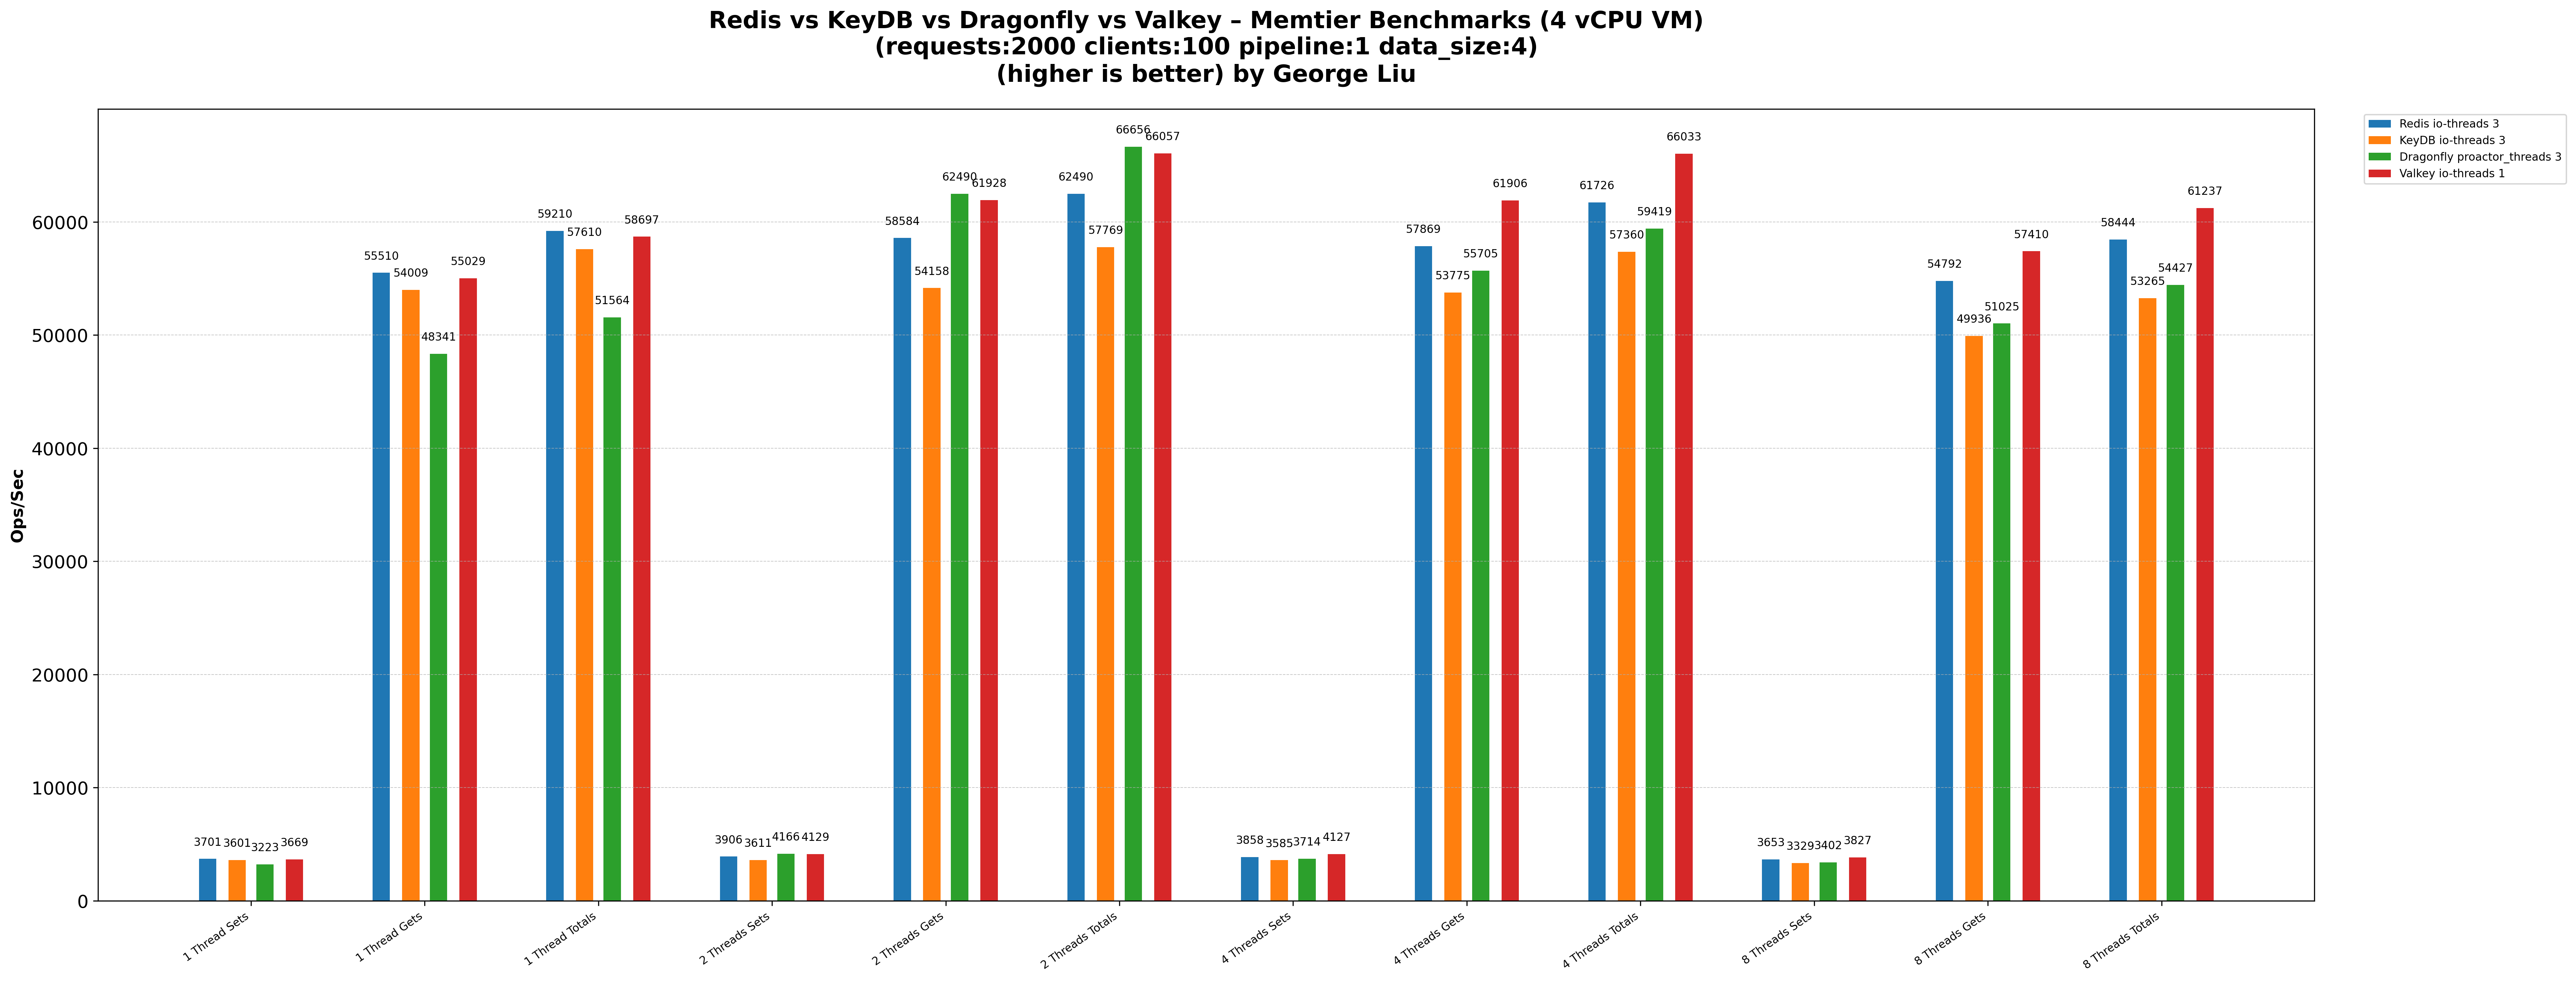 Redis vs KeyDB vs Dragonfly vs Valkey – Memtier Benchmarks (4 vCPU VM)
(requests:2000 clients:100 pipeline:1 data_size:4)
(higher is better) by George Liu
Redis io-threads 3
KeyDB io-threads 3
Dragonfly proactor_threads 3
Valkey io-threads 1
Ops/Sec
60000
50000
40000
30000
20000
10000
0
3701 3601 3223 3669
55510 54009 48341 55029
59210 57610 51564 58697
3906 3611 4166 4129
58584 54158 62490 61928
62490 57769 66656 66057
3858 3585 3714 4127
57869 53775 55705 61906
61726 57360 59419 66033
3653 3329 3402 3827
54792 49936 51025 57410
58444 53265 54427 61237
1 Thread Sets
1 Thread Gets
1 Thread Totals
2 Threads Sets
2 Threads Gets
2 Threads Totals
4 Threads Sets
4 Threads Gets
4 Threads Totals
8 Threads Sets
8 Threads Gets
8 Threads Totals